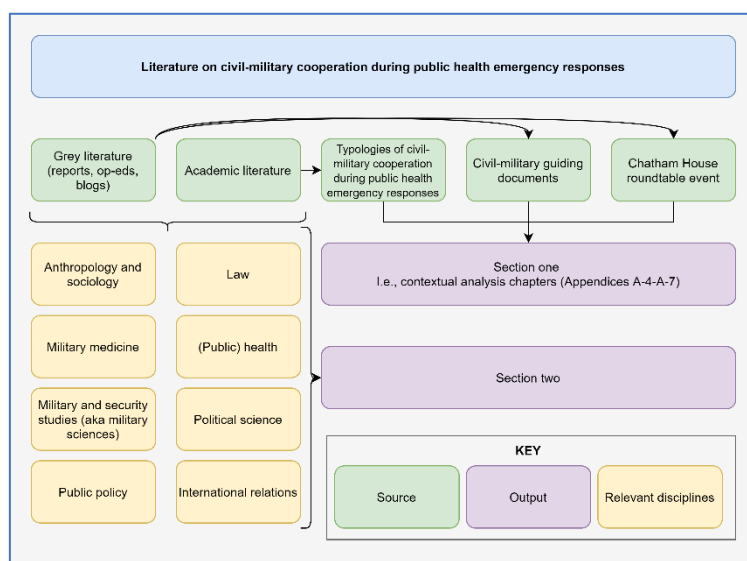 Literature on civil-military cooperation during public health emergency responses
Grey literature
(reports, op-eds,
blogs)
Academic literature
Typologies of civil-
military cooperation
during public health
emergency responses
Civil-military guiding
documents
Chatham House
roundtable event
Anthropology and
sociology
Law
Section one
I.e., contextual analysis chapters (Appendices A-4-A-7)
Military medicine
(Public) health
Section two
Military and security
studies (aka military
sciences)
Political science
Public policy
International relations
KEY
Source
Output
Relevant disciplines